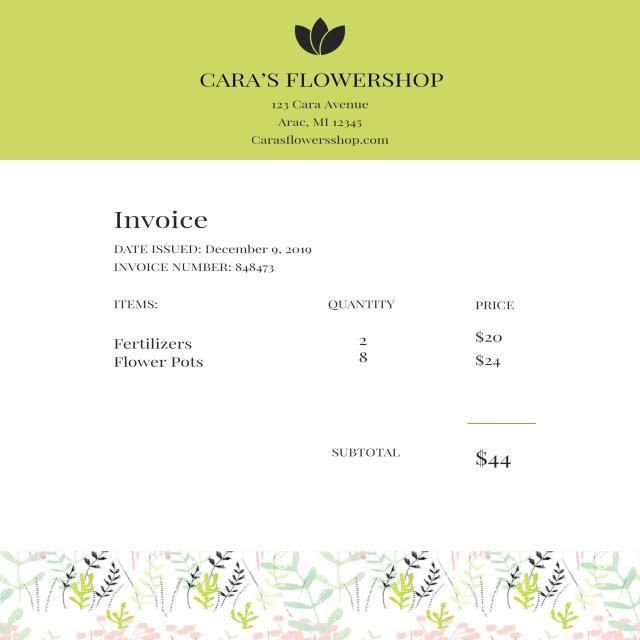 CARA'S FLOWERSHOP
123 Cara Avenue
Arac, MI 12345
Carasflowersshop.com
Invoice
DATE ISSUED: December 9, 2019
INVOICE NUMBER: 848473
ITEMS: QUANTITY PRICE
Fertilizers 2 $20
Flower Pots 8 $24
SUBTOTAL $44